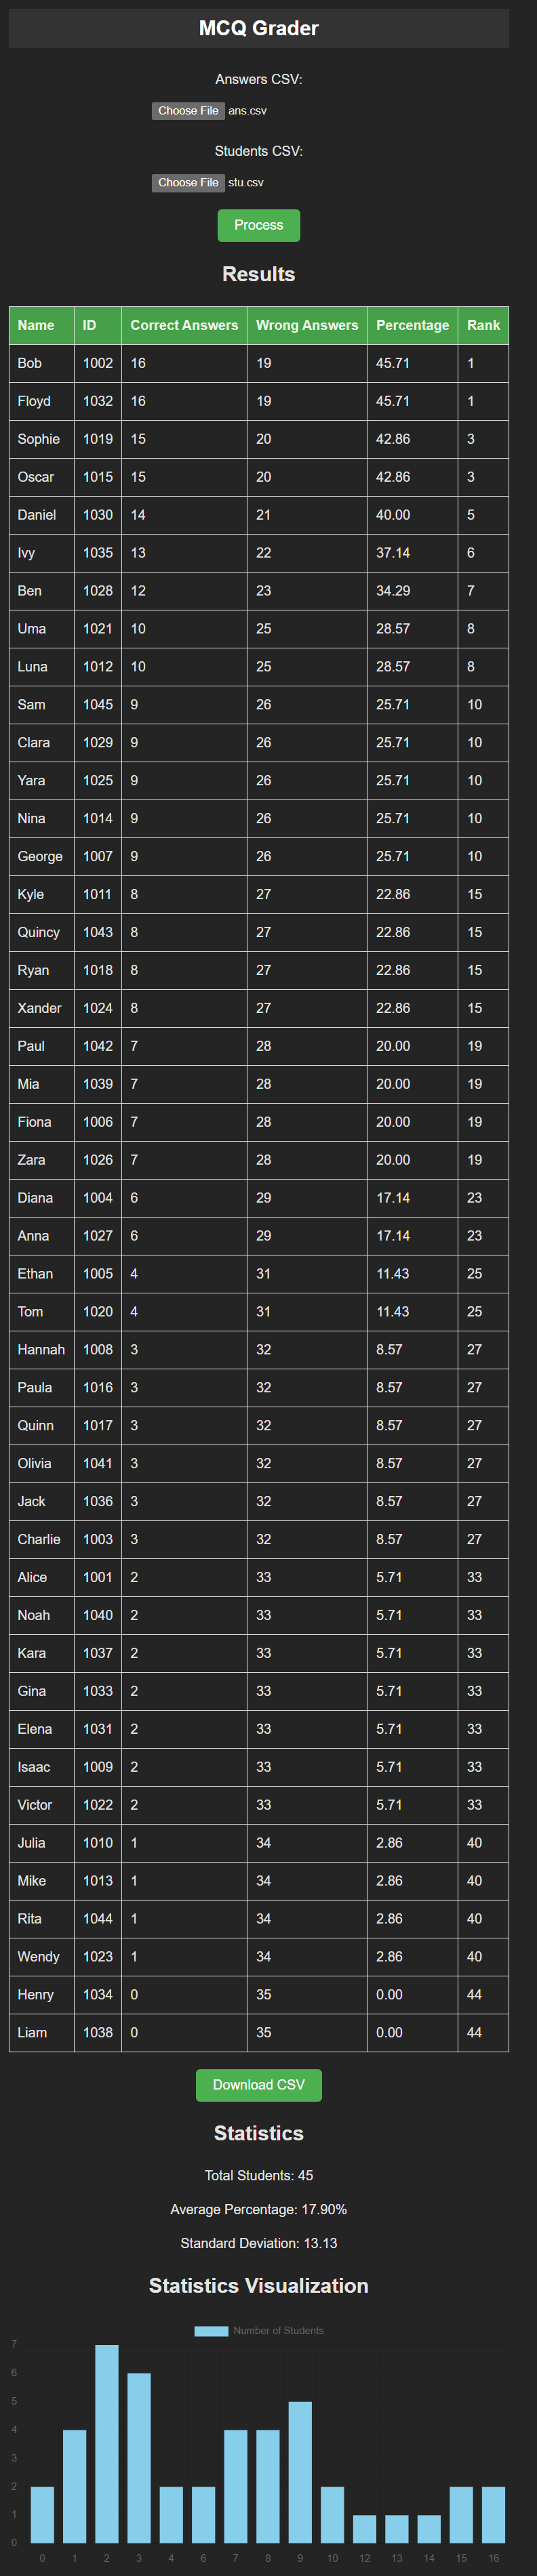 MCQ Grader
Answers CSV:
Choose File ans.csv
Students CSV:
Choose File stu.csv
Process
Results
Name ID Correct Answers Wrong Answers Percentage Rank
Bob 1002 16 19 45.71 1
Floyd 1032 16 19 45.71 1
Sophie 1019 15 20 42.86 3
Oscar 1015 15 20 42.86 3
Daniel 1030 14 21 40.00 5
Ivy 1035 13 22 37.14 6
Ben 1028 12 23 34.29 7
Uma 1021 10 25 28.57 8
Luna 1012 10 25 28.57 8
Sam 1045 9 26 25.71 10
Clara 1029 9 26 25.71 10
Yara 1025 9 26 25.71 10
Nina 1014 9 26 25.71 10
George 1007 9 26 25.71 10
Kyle 1011 8 27 22.86 15
Quincy 1043 8 27 22.86 15
Ryan 1018 8 27 22.86 15
Xander 1024 8 27 22.86 15
Paul 1042 7 28 20.00 19
Mia 1039 7 28 20.00 19
Fiona 1006 7 28 20.00 19
Zara 1026 7 28 20.00 19
Diana 1004 6 29 17.14 23
Anna 1027 6 29 17.14 23
Ethan 1005 4 31 11.43 25
Tom 1020 4 31 11.43 25
Hannah 1008 3 32 8.57 27
Paula 1016 3 32 8.57 27
Quinn 1017 3 32 8.57 27
Olivia 1041 3 32 8.57 27
Jack 1036 3 32 8.57 27
Charlie 1003 3 32 8.57 27
Alice 1001 2 33 5.71 33
Noah 1040 2 33 5.71 33
Kara 1037 2 33 5.71 33
Gina 1033 2 33 5.71 33
Elena 1031 2 33 5.71 33
Isaac 1009 2 33 5.71 33
Victor 1022 2 33 5.71 33
Julia 1010 1 34 2.86 40
Mike 1013 1 34 2.86 40
Rita 1044 1 34 2.86 40
Wendy 1023 1 34 2.86 40
Henry 1034 0 35 0.00 44
Liam 1038 0 35 0.00 44
Download CSV
Statistics
Total Students: 45
Average Percentage: 17.90%
Standard Deviation: 13.13
Statistics Visualization
Number of Students
7
6
5
4
3
2
1
0
0 1 2 3 4 6 7 8 9 10 12 13 14 15 16